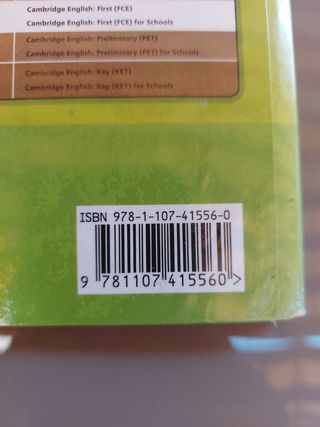 Cambridge English: First (FCE)
Cambridge English: First (FCE) for Schools
Cambridge English: Preliminary (PET)
Cambridge English: Preliminary (PET) for Schools
Cambridge English: Key (KET)
Cambridge English: Key (KET) for Schools
ISBN 978-1-107-41556-0
9 781107 415560 >